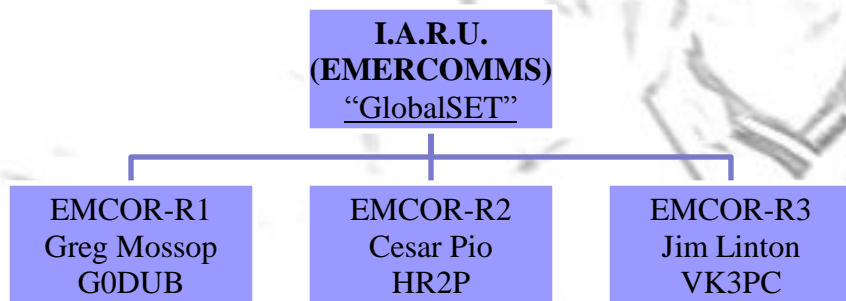 I.A.R.U.
(EMERCOMMS)
“GlobalSET”
EMCOR-R1
Greg Mossop
G0DUB
EMCOR-R2
Cesar Pio
HR2P
EMCOR-R3
Jim Linton
VK3PC